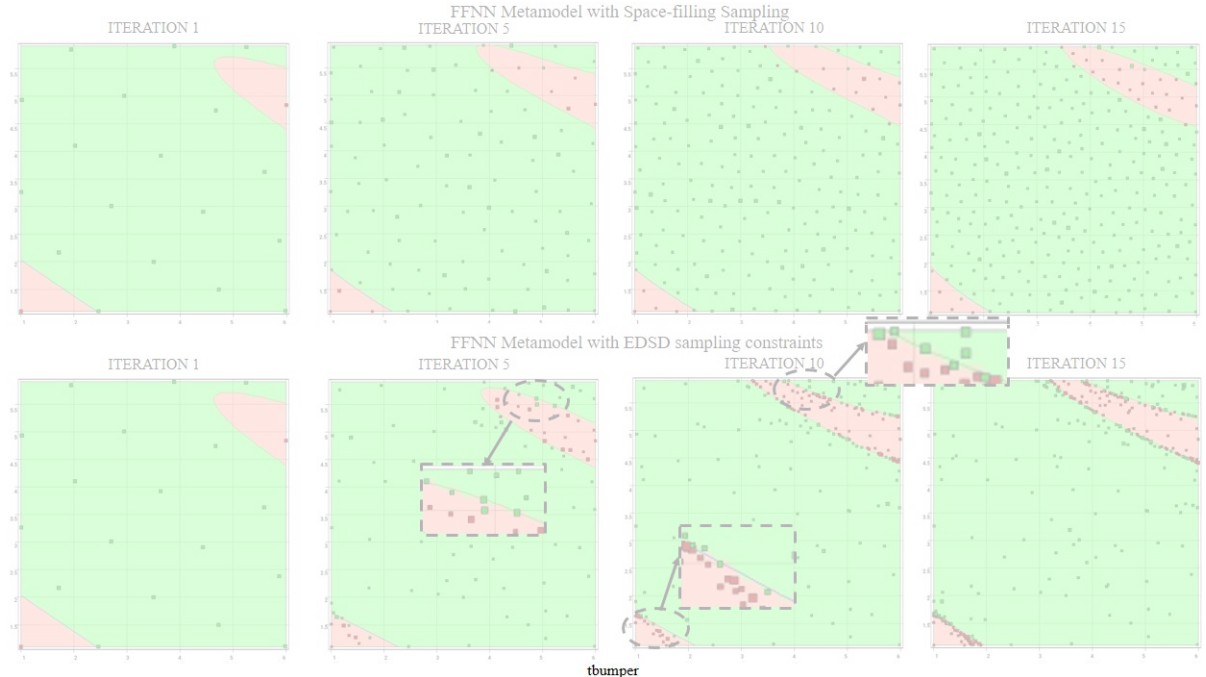 FFNN Metamodel with Space-filling Sampling
ITERATION 1 ITERATION 5 ITERATION 10 ITERATION 15
FFNN Metamodel with EDSD sampling constraints
ITERATION 1 ITERATION 5 ITERATION 10 ITERATION 15
tbumper